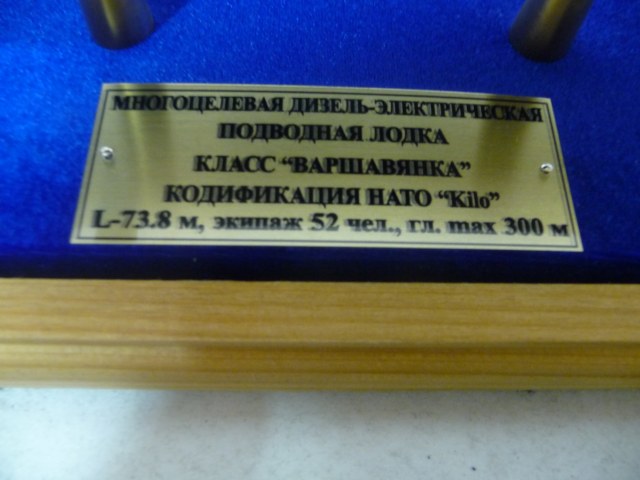 МНОГОЦЕЛЕВАЯ ДИЗЕЛЬ-ЭЛЕКТРИЧЕСКАЯ
ПОДВОДНАЯ ЛОДКА
КЛАСС “ВАРШАВЯНКА”
КОДИФИКАЦИЯ НАТО “Kilo”
L-73.8 м, экипаж 52 чел., гл. max 300 м